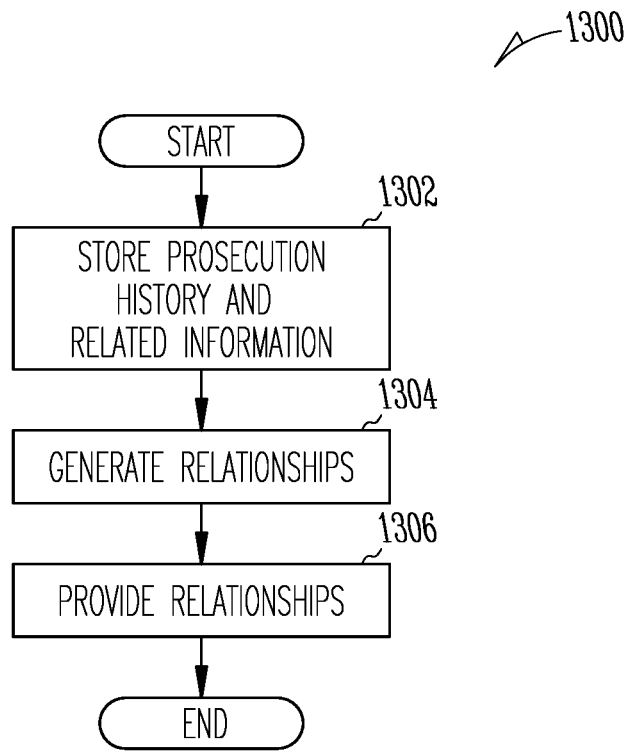 1300
START
1302
STORE PROSECUTION
HISTORY AND
RELATED INFORMATION
1304
GENERATE RELATIONSHIPS
1306
PROVIDE RELATIONSHIPS
END